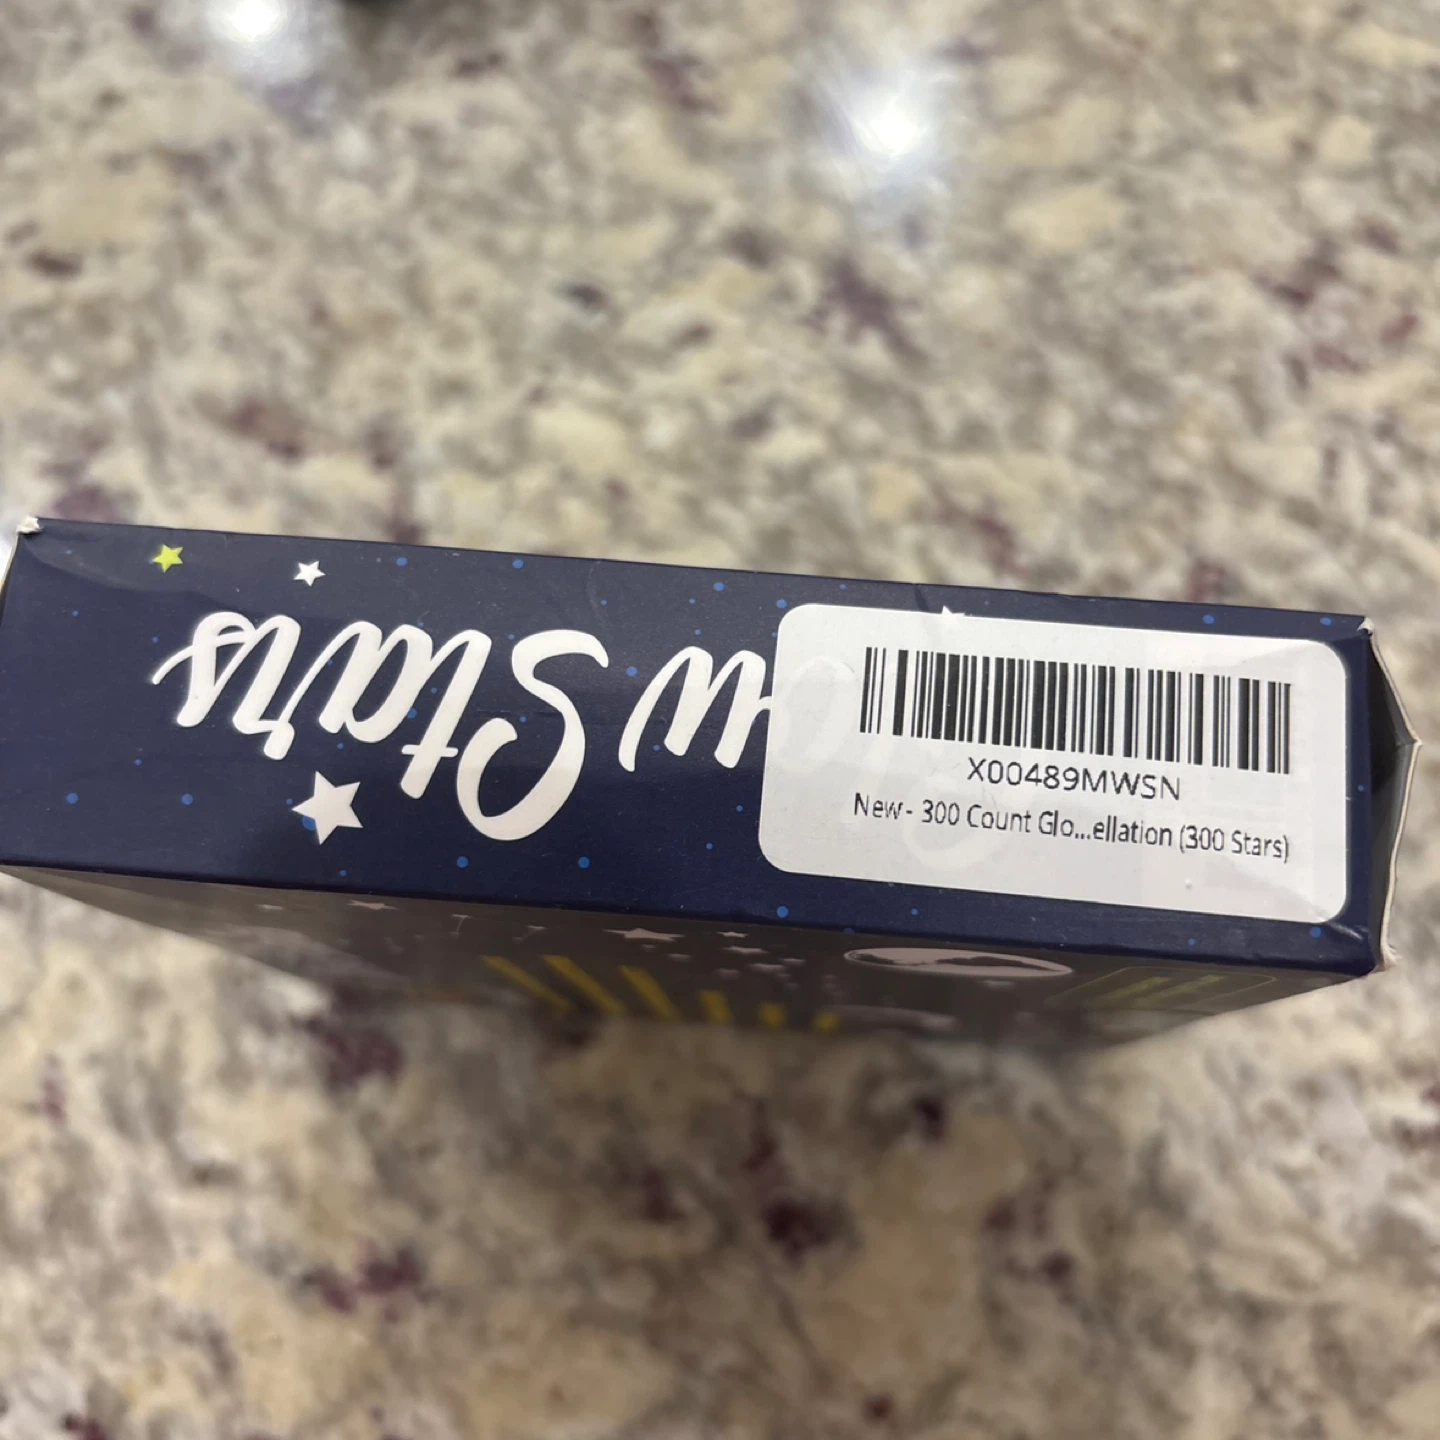 w Stars
X00489MWSN
New - 300 Count Glo...ellation (300 Stars)